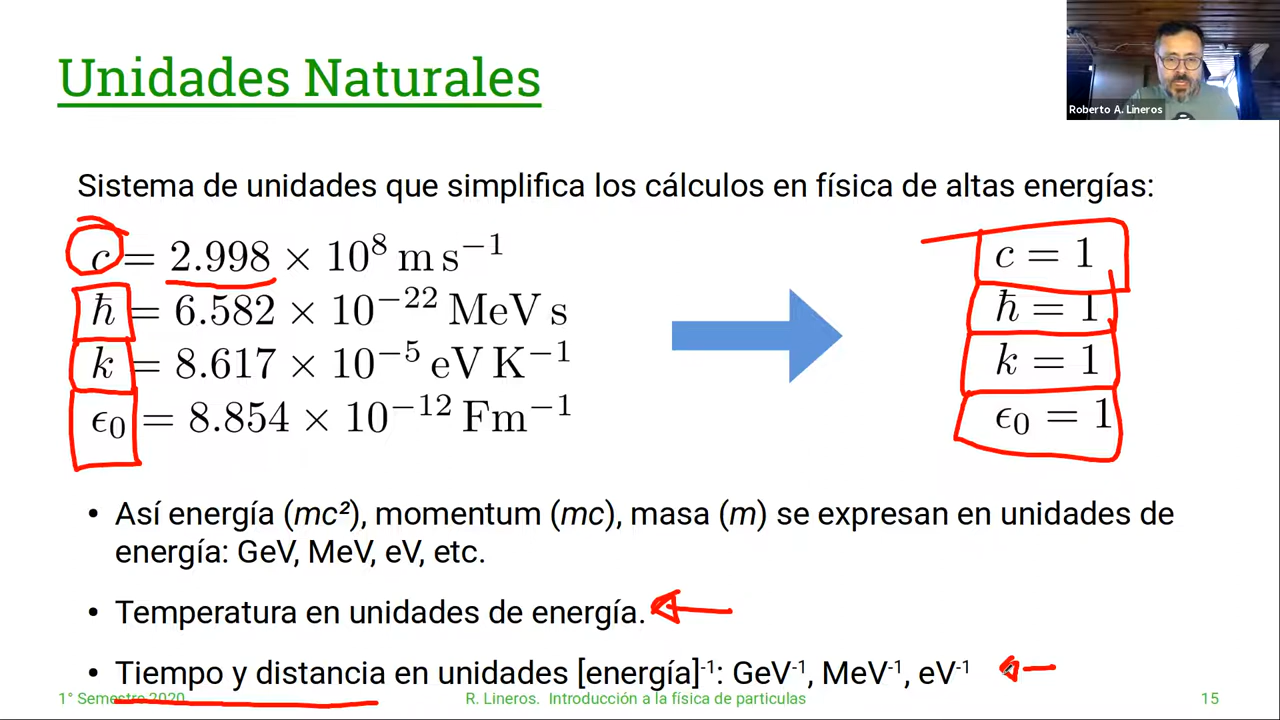 Unidades Naturales
Roberto A. Lineros
Sistema de unidades que simplifica los cálculos en física de altas energías:
c = 2.998 × 10⁸ m s⁻¹
ħ = 6.582 × 10⁻²² MeV s
k = 8.617 × 10⁻⁵ eV K⁻¹
ϵ₀ = 8.854 × 10⁻¹² Fm⁻¹
c = 1
ħ = 1
k = 1
ϵ₀ = 1
• Así energía (mc²), momentum (mc), masa (m) se expresan en unidades de
energía: GeV, MeV, eV, etc.
• Temperatura en unidades de energía.
• Tiempo y distancia en unidades [energía]⁻¹: GeV⁻¹, MeV⁻¹, eV⁻¹
1° Semestre 2020
R. Lineros. Introducción a la física de particulas
15